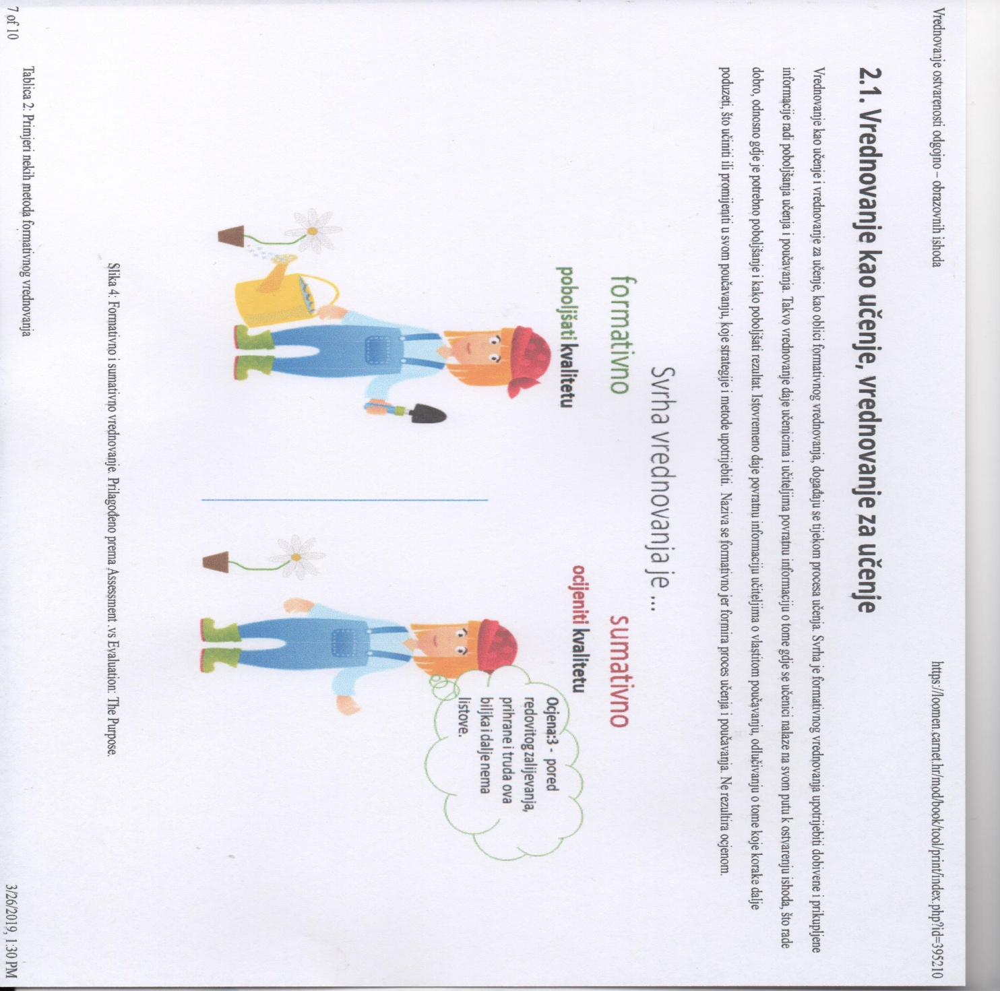 Vrednovanje ostvarenosti odgojno – obrazovnih ishoda
https://loomen.carnet.hr/mod/book/tool/print/index.php?id=395210
2.1. Vrednovanje kao učenje, vrednovanje za učenje
Vrednovanje kao učenje i vrednovanje za učenje, kao oblici formativnog vrednovanja, događaju se tijekom procesa učenja. Svrha je formativnog vrednovanja upotrijebiti dobivene i prikupljene
informacije radi poboljšanja učenja i poučavanja. Takvo vrednovanje daje učenicima i učiteljima povratnu informaciju o tome gdje se učenici nalaze na svom putu k ostvarenju ishoda, što rade
dobro, odnosno gdje je potrebno poboljšanje i kako poboljšati rezultat. Istovremeno daje povratnu informaciju učiteljima o vlastitom poučavanju, odlučivanju o tome koje korake dalje
poduzeti, što učiniti ili promijeniti u svom poučavanju, koje strategije i metode upotrijebiti. Naziva se formativno jer formira proces učenja i poučavanja. Ne rezultira ocjenom.
Svrha vrednovanja je ...
formativno
poboljšati kvalitetu
sumativno
ocijeniti kvalitetu
Ocjena:3 - pored
redovitog zalijevanja,
prihrane i truda ova
biljka i dalje nema
listove.
Slika 4: Formativno i sumativno vrednovanje. Prilagođeno prema Assessment .vs Evaluation: The Purpose.
Tablica 2: Primjeri nekih metoda formativnog vrednovanja
7 of 10
3/26/2019, 1:30 PM